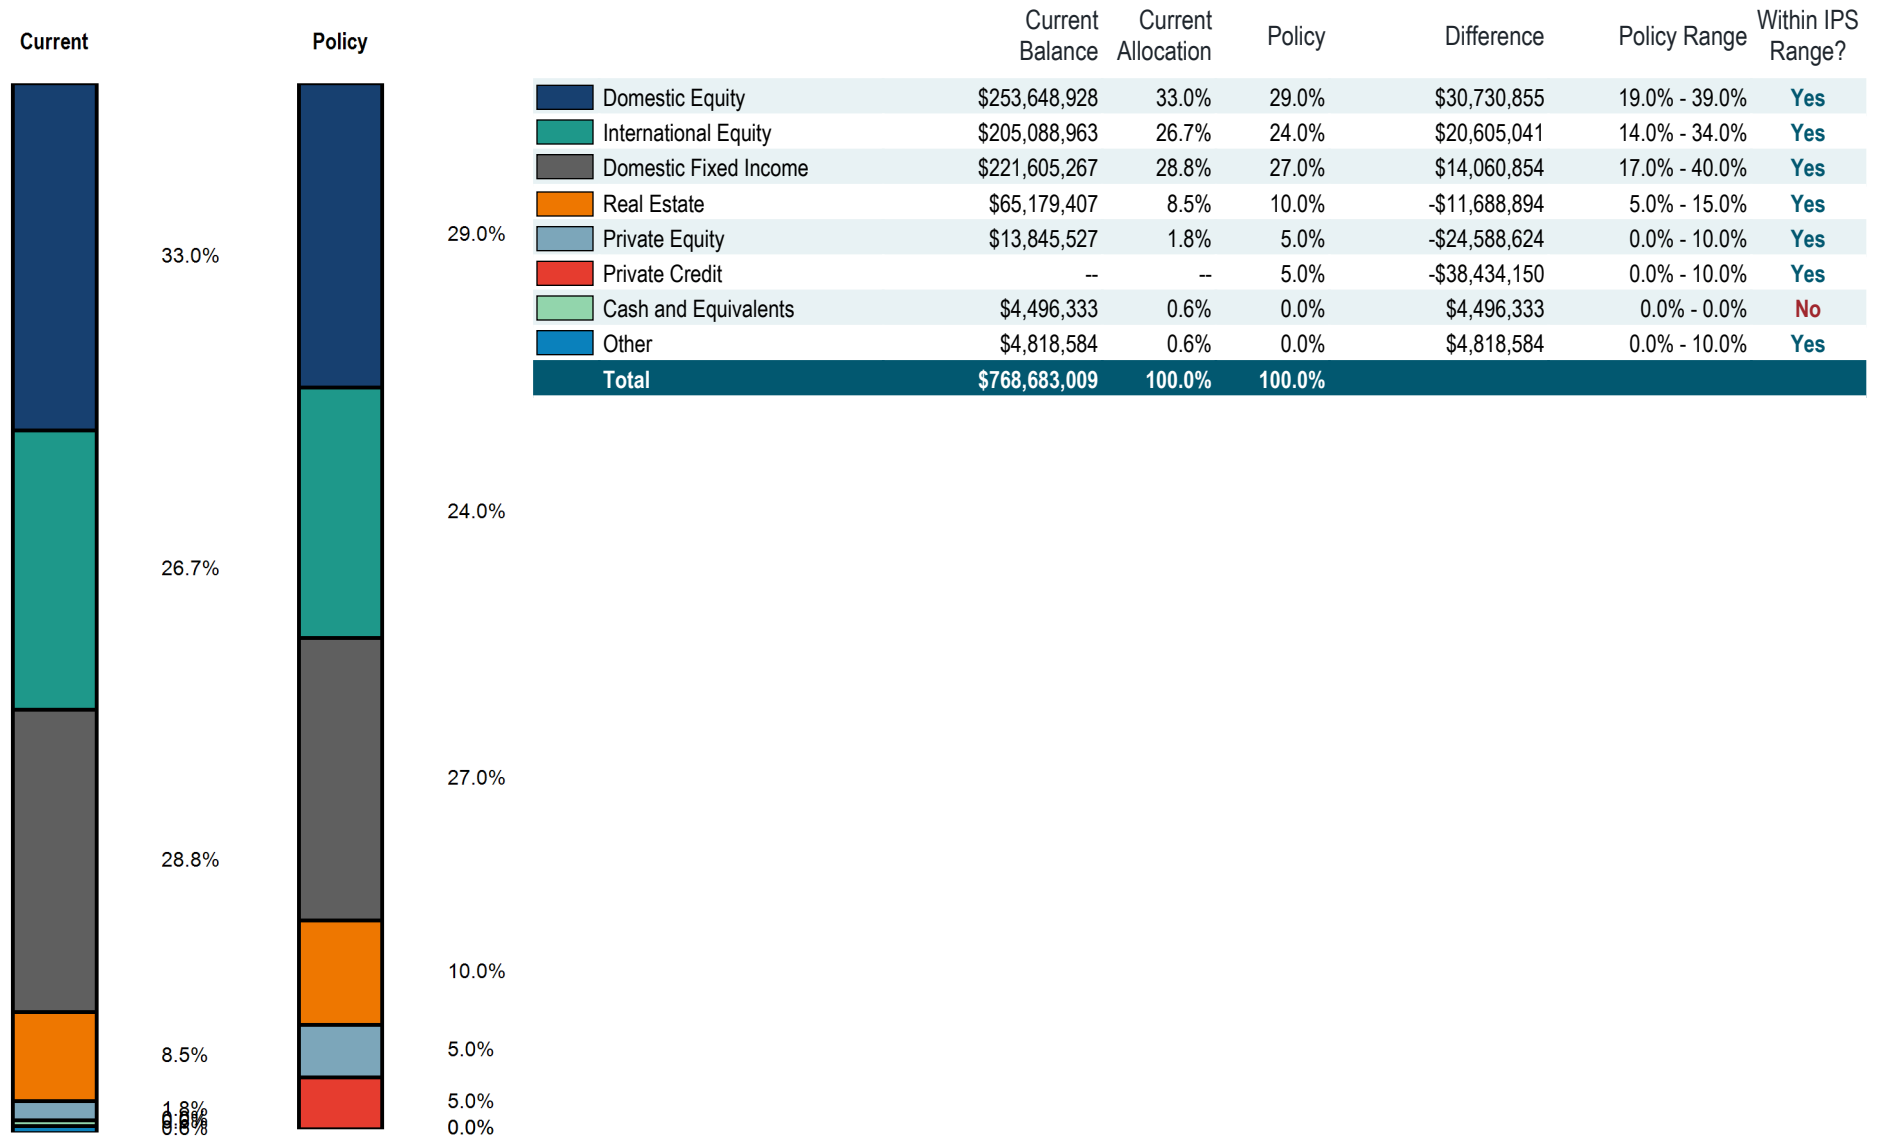 Current
Policy
33.0%
26.7%
28.8%
8.5%
1.8%
29.0%
24.0%
27.0%
10.0%
5.0%
5.0%
0.0%
Current Balance Current Allocation Policy Difference Policy Range Within IPS Range?
Domestic Equity $253,648,928 33.0% 29.0% $30,730,855 19.0% - 39.0% Yes
International Equity $205,088,963 26.7% 24.0% $20,605,041 14.0% - 34.0% Yes
Domestic Fixed Income $221,605,267 28.8% 27.0% $14,060,854 17.0% - 40.0% Yes
Real Estate $65,179,407 8.5% 10.0% -$11,688,894 5.0% - 15.0% Yes
Private Equity $13,845,527 1.8% 5.0% -$24,588,624 0.0% - 10.0% Yes
Private Credit -- -- 5.0% -$38,434,150 0.0% - 10.0% Yes
Cash and Equivalents $4,496,333 0.6% 0.0% $4,496,333 0.0% - 0.0% No
Other $4,818,584 0.6% 0.0% $4,818,584 0.0% - 10.0% Yes
Total $768,683,009 100.0% 100.0%